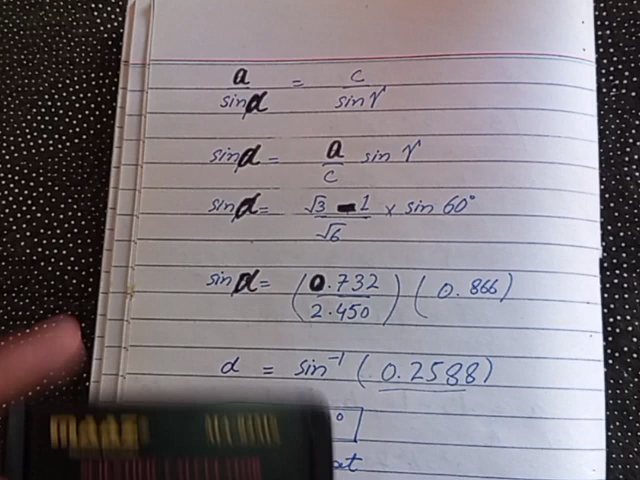 a/sinα = c/sinγ
sinα = a/c sin γ
sinα = √3 - 1/√6 × sin 60°
sinα = (0.732/2.450) (0.866)
α = sin⁻¹ (0.2588)
°